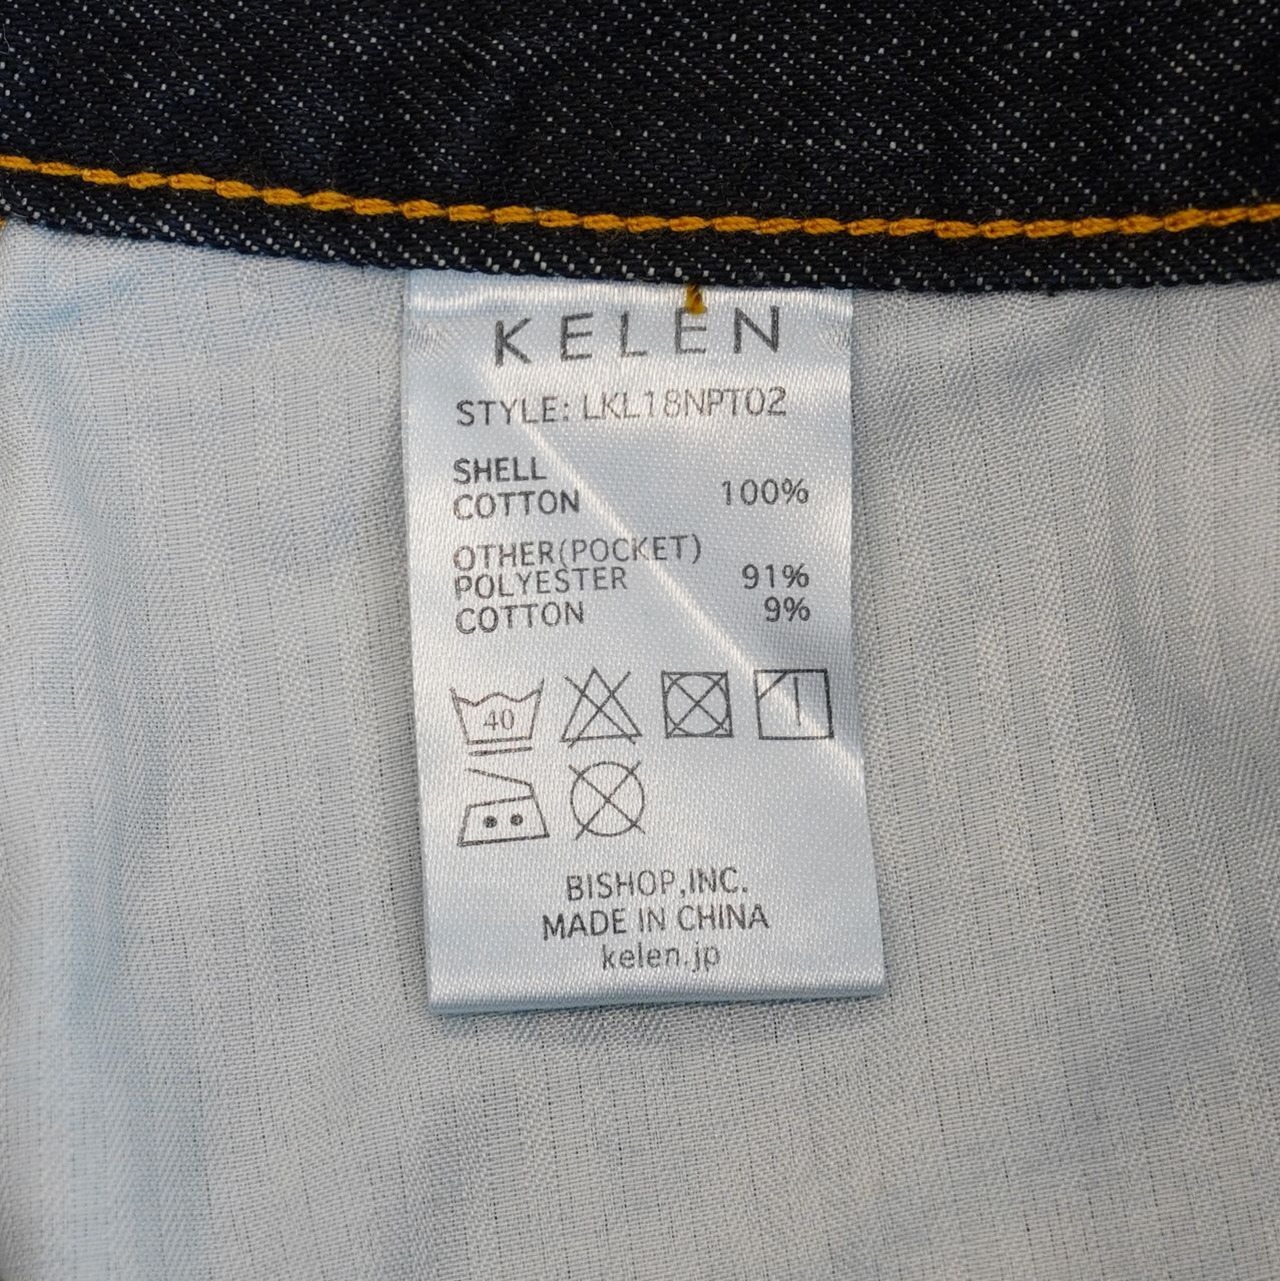 KELEN
STYLE: LKL18NPT02
SHELL
COTTON 100%
OTHER(POCKET)
POLYESTER 91%
COTTON 9%
40
BISHOP,INC.
MADE IN CHINA
kelen.jp